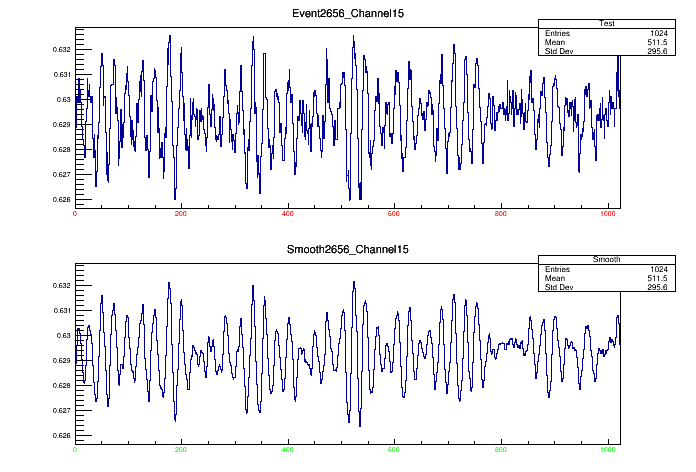 Event2656_Channel15
Test
Entries 1024
Mean 511.5
Std Dev 295.6
0.632
0.631
0.63
0.629
0.628
0.627
0.626
0 200 400 600 800 1000
Smooth2656_Channel15
Smooth
Entries 1024
Mean 511.5
Std Dev 295.6
0.632
0.631
0.63
0.629
0.628
0.627
0.626
0 200 400 600 800 1000